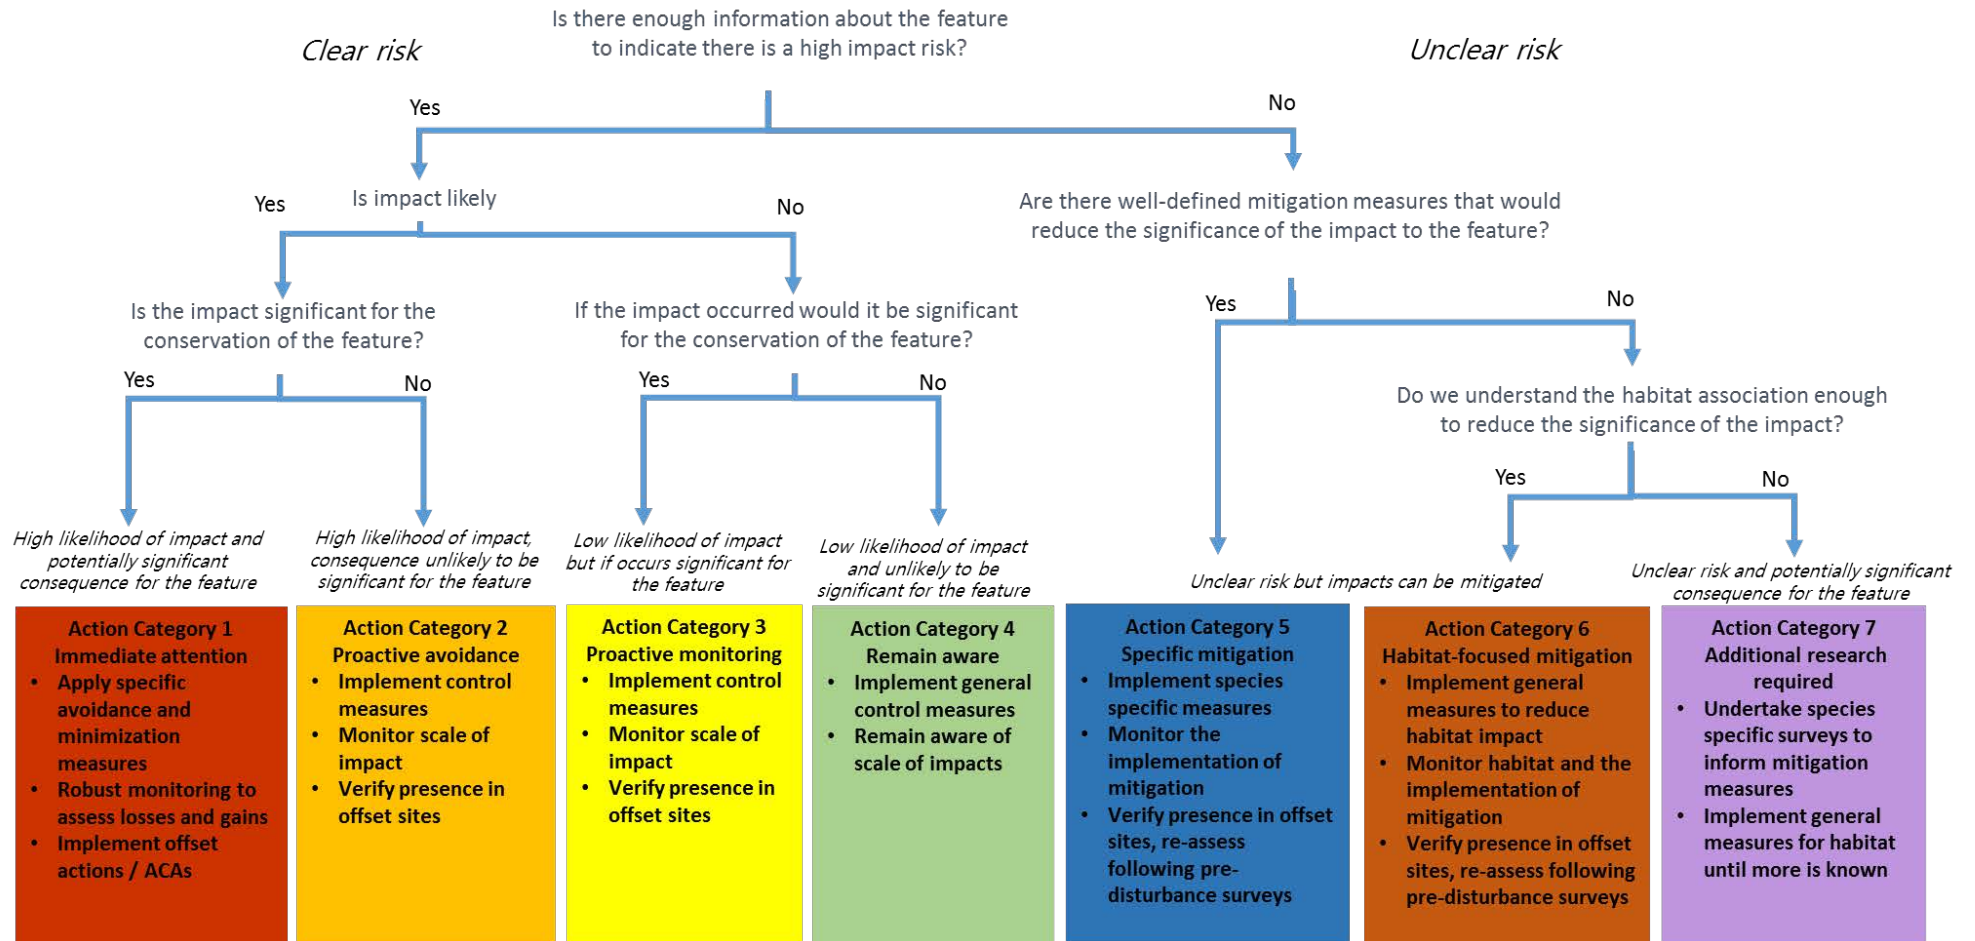 Is there enough information about the feature
to indicate there is a high impact risk?
Clear risk
Unclear risk
Yes
No
Is impact likely
Yes
No
Are there well-defined mitigation measures that would
reduce the significance of the impact to the feature?
Is the impact significant for the
conservation of the feature?
If the impact occurred would it be significant
for the conservation of the feature?
Yes
No
Yes
No
Yes
No
Do we understand the habitat association enough
to reduce the significance of the impact?
Yes
No
High likelihood of impact and
potentially significant
consequence for the feature
High likelihood of impact,
consequence unlikely to be
significant for the feature
Low likelihood of impact
but if occurs significant for
the feature
Low likelihood of impact
and unlikely to be
significant for the feature
Unclear risk but impacts can be mitigated
Unclear risk and potentially significant
consequence for the feature
Action Category 1
Immediate attention
• Apply specific
avoidance and
minimization
measures
• Robust monitoring to
assess losses and gains
• Implement offset
actions / ACAs
Action Category 2
Proactive avoidance
• Implement control
measures
• Monitor scale of
impact
• Verify presence in
offset sites
Action Category 3
Proactive monitoring
• Implement control
measures
• Monitor scale of
impact
• Verify presence in
offset sites
Action Category 4
Remain aware
• Implement general
control measures
• Remain aware of
scale of impacts
Action Category 5
Specific mitigation
• Implement species
specific measures
• Monitor the
implementation of
mitigation
• Verify presence in offset
sites, re-assess
following pre-
disturbance surveys
Action Category 6
Habitat-focused mitigation
• Implement general
measures to reduce
habitat impact
• Monitor habitat and the
implementation of
mitigation
• Verify presence in offset
sites, re-assess following
pre-disturbance surveys
Action Category 7
Additional research
required
• Undertake species
specific surveys to
inform mitigation
measures
• Implement general
measures for habitat
until more is known